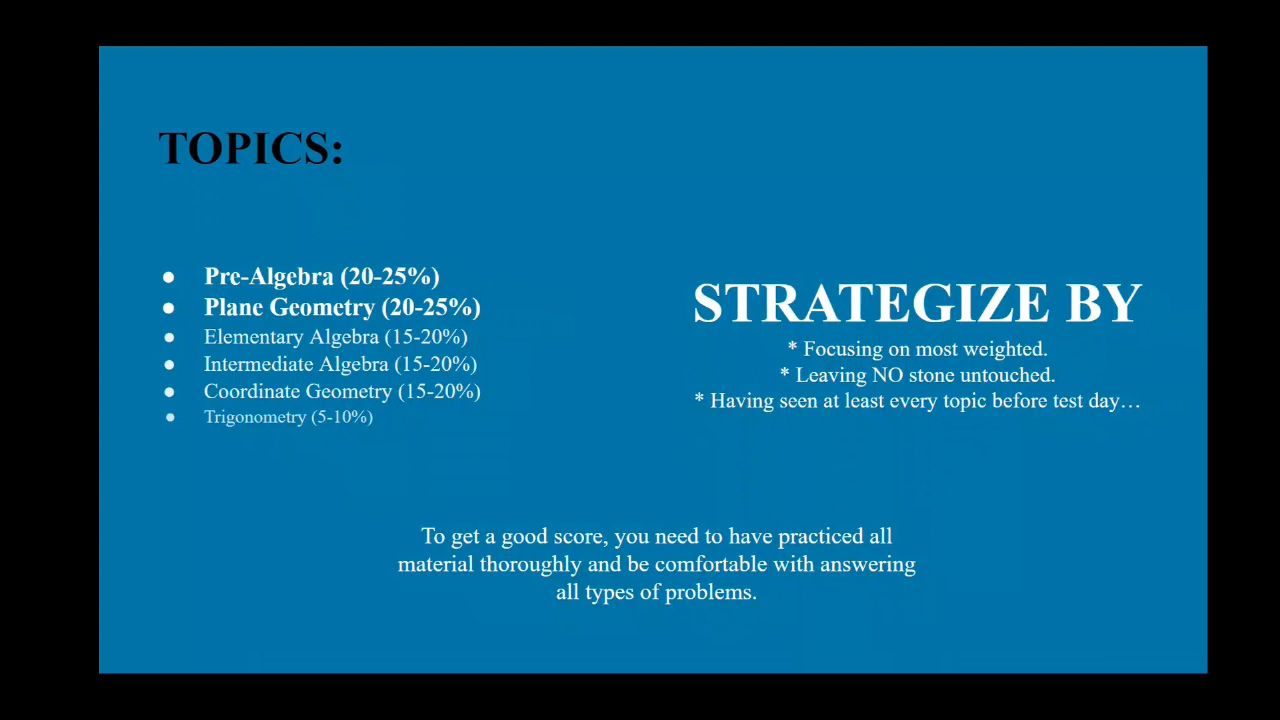 TOPICS:
● Pre-Algebra (20-25%)
● Plane Geometry (20-25%)
● Elementary Algebra (15-20%)
● Intermediate Algebra (15-20%)
● Coordinate Geometry (15-20%)
● Trigonometry (5-10%)
STRATEGIZE BY
* Focusing on most weighted.
* Leaving NO stone untouched.
* Having seen at least every topic before test day…
To get a good score, you need to have practiced all
material thoroughly and be comfortable with answering
all types of problems.